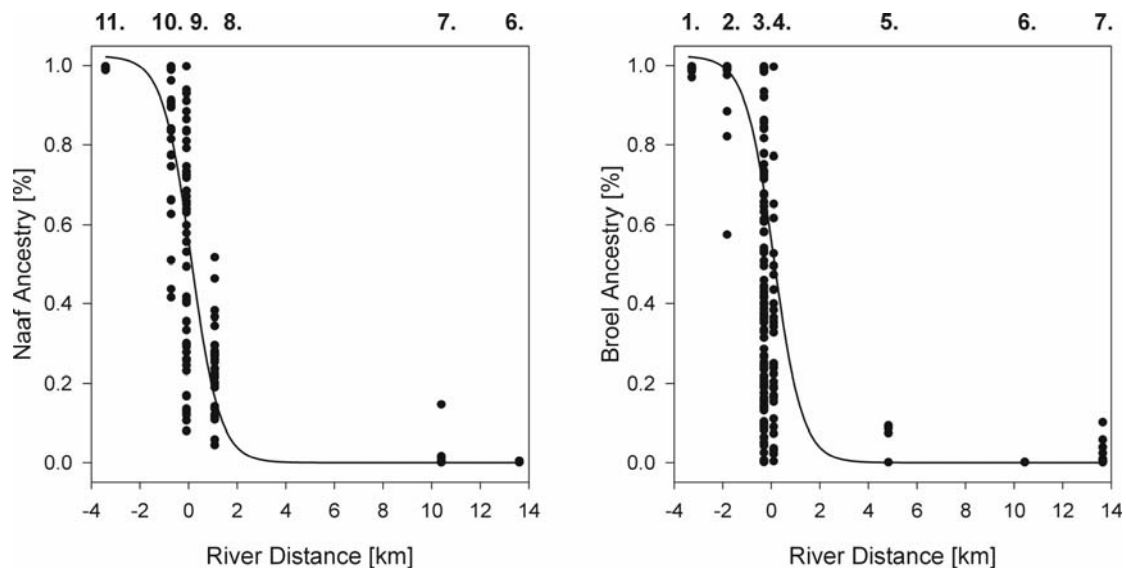 11. 10. 9. 8. 7. 6.
1.0
0.8
0.6
0.4
0.2
0.0
Naaf Ancestry [%]
-4 -2 0 2 4 6 8 10 12 14
River Distance [km]
1. 2. 3. 4. 5. 6. 7.
1.0
0.8
0.6
0.4
0.2
0.0
Broel Ancestry [%]
-4 -2 0 2 4 6 8 10 12 14
River Distance [km]